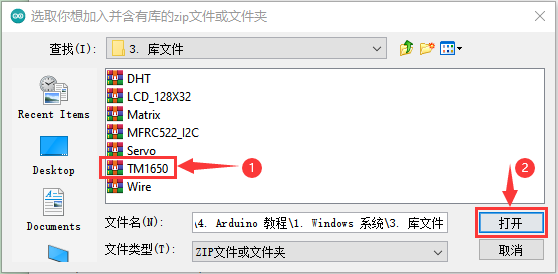 选取你想加入并含有库的zip文件或文件夹
查找(I): 3. 库文件
DHT
LCD_128X32
Matrix
MFRC522_I2C
Servo
TM1650
Wire
Recent Items
Desktop
Documents
1
2
文件名(N): \4. Arduino 教程\1. Windows 系统\3. 库文件 打开
文件类型(T): ZIP文件或文件夹 取消